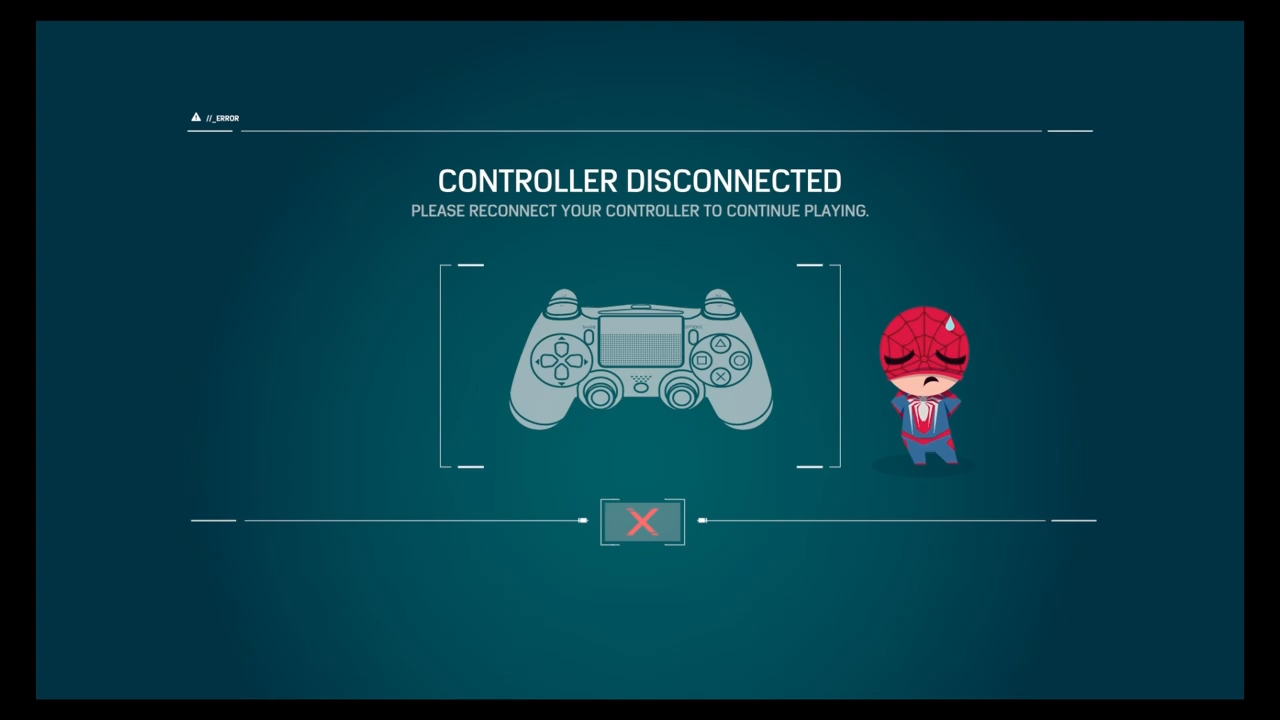 //_ERROR
CONTROLLER DISCONNECTED
PLEASE RECONNECT YOUR CONTROLLER TO CONTINUE PLAYING.